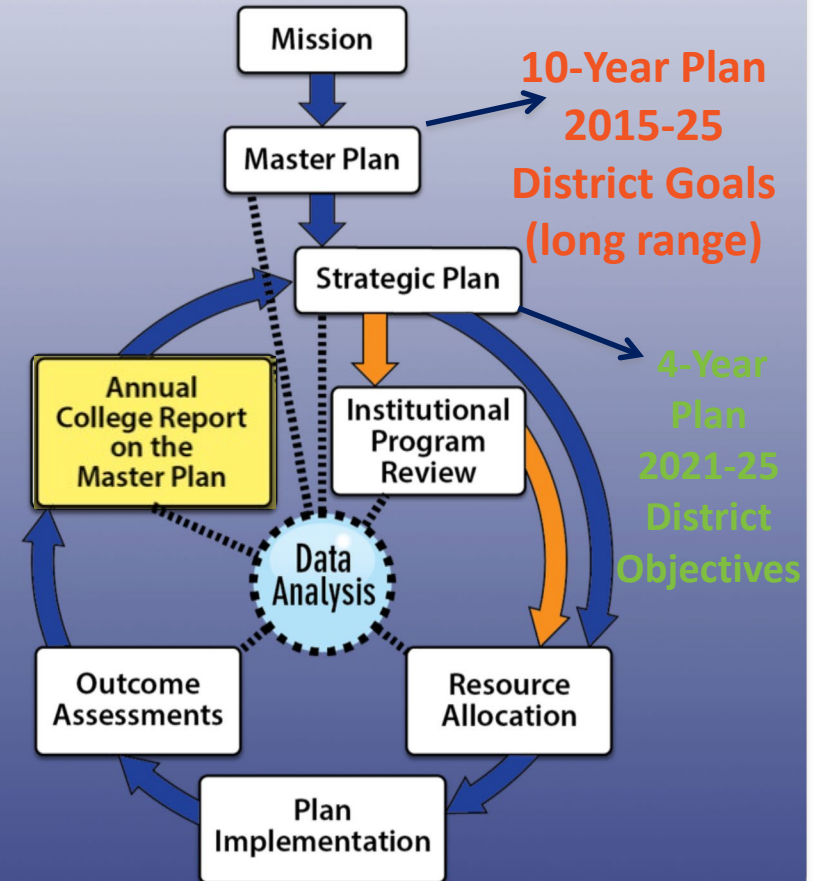 Mission
10-Year Plan
2015-25
District Goals
(long range)
Master Plan
Strategic Plan
4-Year
Plan
2021-25
District
Objectives
Annual
College Report
on the
Master Plan
Institutional
Program
Review
Data
Analysis
Outcome
Assessments
Resource
Allocation
Plan
Implementation